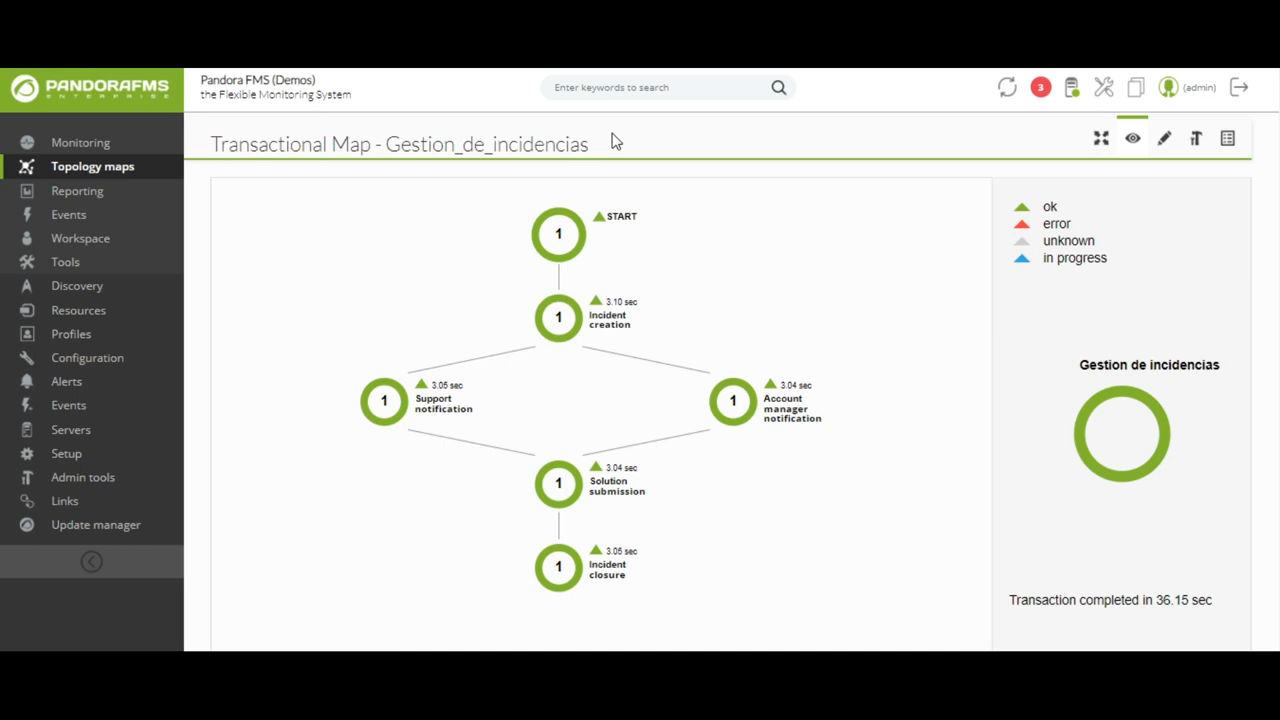 PANDORAFMS
ENTERPRISE
Pandora FMS (Demos)
the Flexible Monitoring System
Enter keywords to search
3
(admin)
Monitoring
Topology maps
Reporting
Events
Workspace
Tools
Discovery
Resources
Profiles
Configuration
Alerts
Events
Servers
Setup
Admin tools
Links
Update manager
Transactional Map - Gestion_de_incidencias
1
START
1
3.10 sec
Incident
creation
1
3.05 sec
Support
notification
1
3.04 sec
Account
manager
notification
1
3.04 sec
Solution
submission
1
3.05 sec
Incident
closure
ok
error
unknown
in progress
Gestion de incidencias
Transaction completed in 36.15 sec